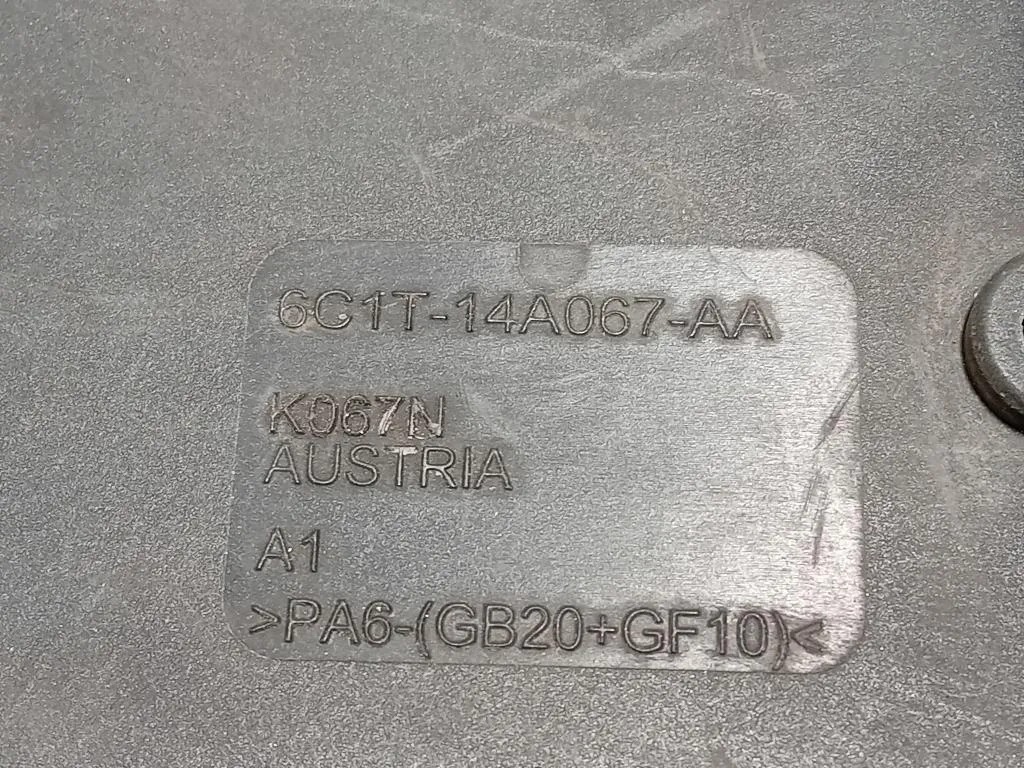 6C1T-14A067-AA
K067N
AUSTRIA
A1
>PA6-(GB20+GF10)<